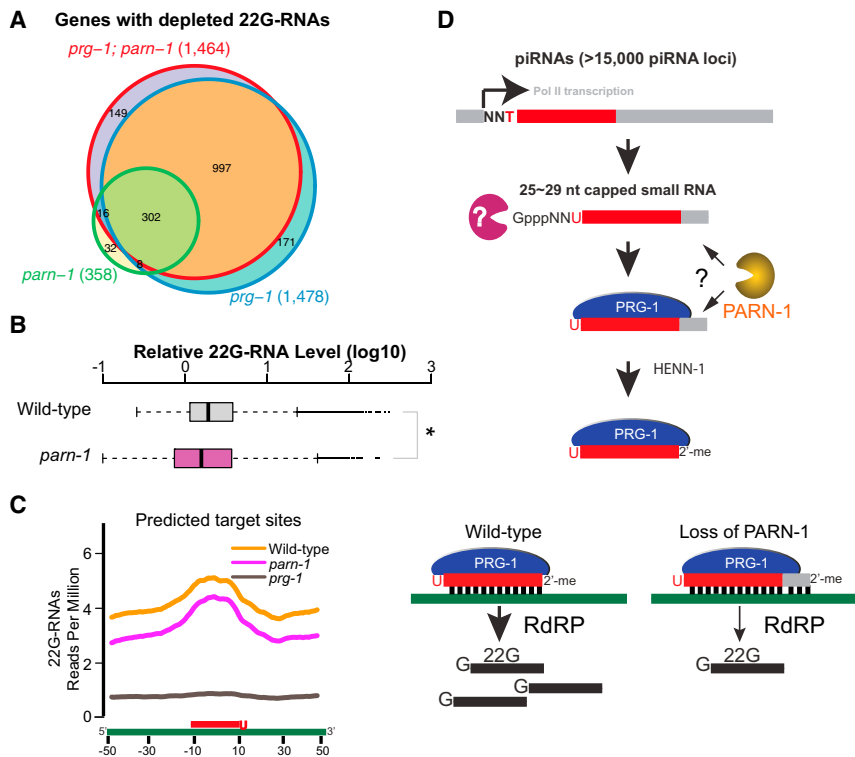 A
Genes with depleted 22G-RNAs
prg-1; parn-1 (1,464)
149
997
16
302
32
8
171
parn-1 (358)
prg-1 (1,478)
B
Relative 22G-RNA Level (log10)
-1 0 1 2 3
Wild-type
parn-1
*
C
Predicted target sites
Wild-type
parn-1
prg-1
22G-RNAs
Reads Per Million
6
4
2
0
U
5' 3'
-50 -30 -10 10 30 50
D
piRNAs (>15,000 piRNA loci)
Pol II transcription
NNT
25~29 nt capped small RNA
?
GpppNNU
?
PARN-1
PRG-1
U
HENN-1
PRG-1
U 2'-me
Wild-type
PRG-1
U 2'-me
RdRP
22G
G
G
G
Loss of PARN-1
PRG-1
U 2'-me
RdRP
22G
G